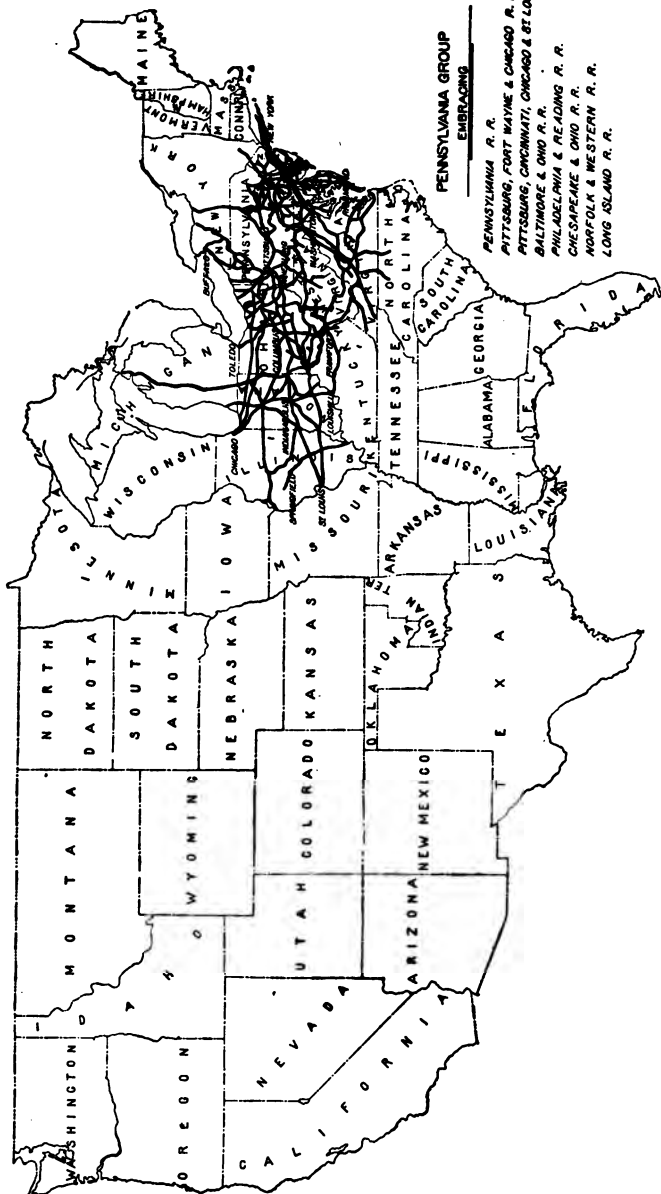 WASHINGTON
OREGON
CALIFORNIA
NEVADA
IDAHO
MONTANA
WYOMING
UTAH
COLORADO
ARIZONA
NEW MEXICO
NORTH
DAKOTA
SOUTH
DAKOTA
NEBRASKA
KANSAS
OKLAHOMA
INDIAN TER
TEXAS
MINNESOTA
IOWA
MISSOURI
ARKANSAS
LOUISIANA
WISCONSIN
ILLINOIS
MICHIGAN
OHIO
KENTUCKY
TENNESSEE
MISSISSIPPI
ALABAMA
GEORGIA
FLORIDA
SOUTH
CAROLINA
NORTH
CAROLINA
VIRGINIA
PENNSYLVANIA
NEW YORK
VERMONT
HAMPSHIRE
MAINE
MASS
CONN
CHICAGO
TOLEDO
BUFFALO
NEW YORK
COLUMBUS
SPRINGFIELD
ST LOUIS
LOUISVILLE
PENNSYLVANIA GROUP
EMBRACING
PENNSYLVANIA R. R.
PITTSBURG, FORT WAYNE & CHICAGO R.
PITTSBURG, CINCINNATI, CHICAGO & ST LO
BALTIMORE & OHIO R. R.
PHILADELPHIA & READING R. R.
CHESAPEAKE & OHIO R. R.
NORFOLK & WESTERN R. R.
LONG ISLAND R. R.